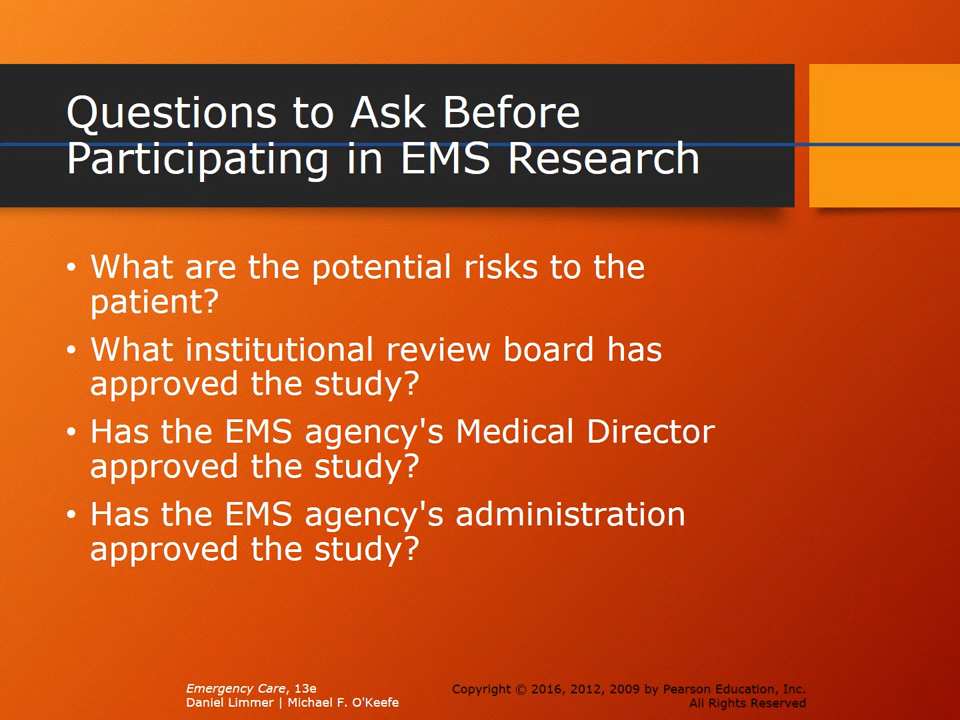 Questions to Ask Before
Participating in EMS Research
• What are the potential risks to the
patient?
• What institutional review board has
approved the study?
• Has the EMS agency's Medical Director
approved the study?
• Has the EMS agency's administration
approved the study?
Emergency Care, 13e
Daniel Limmer | Michael F. O'Keefe
Copyright © 2016, 2012, 2009 by Pearson Education, Inc.
All Rights Reserved